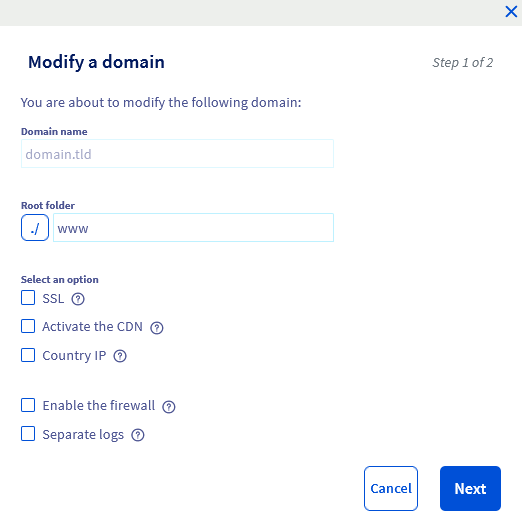 Modify a domain
Step 1 of 2
You are about to modify the following domain:
Domain name
domain.tld
Root folder
./ www
Select an option
SSL ?
Activate the CDN ?
Country IP ?
Enable the firewall ?
Separate logs ?
Cancel Next